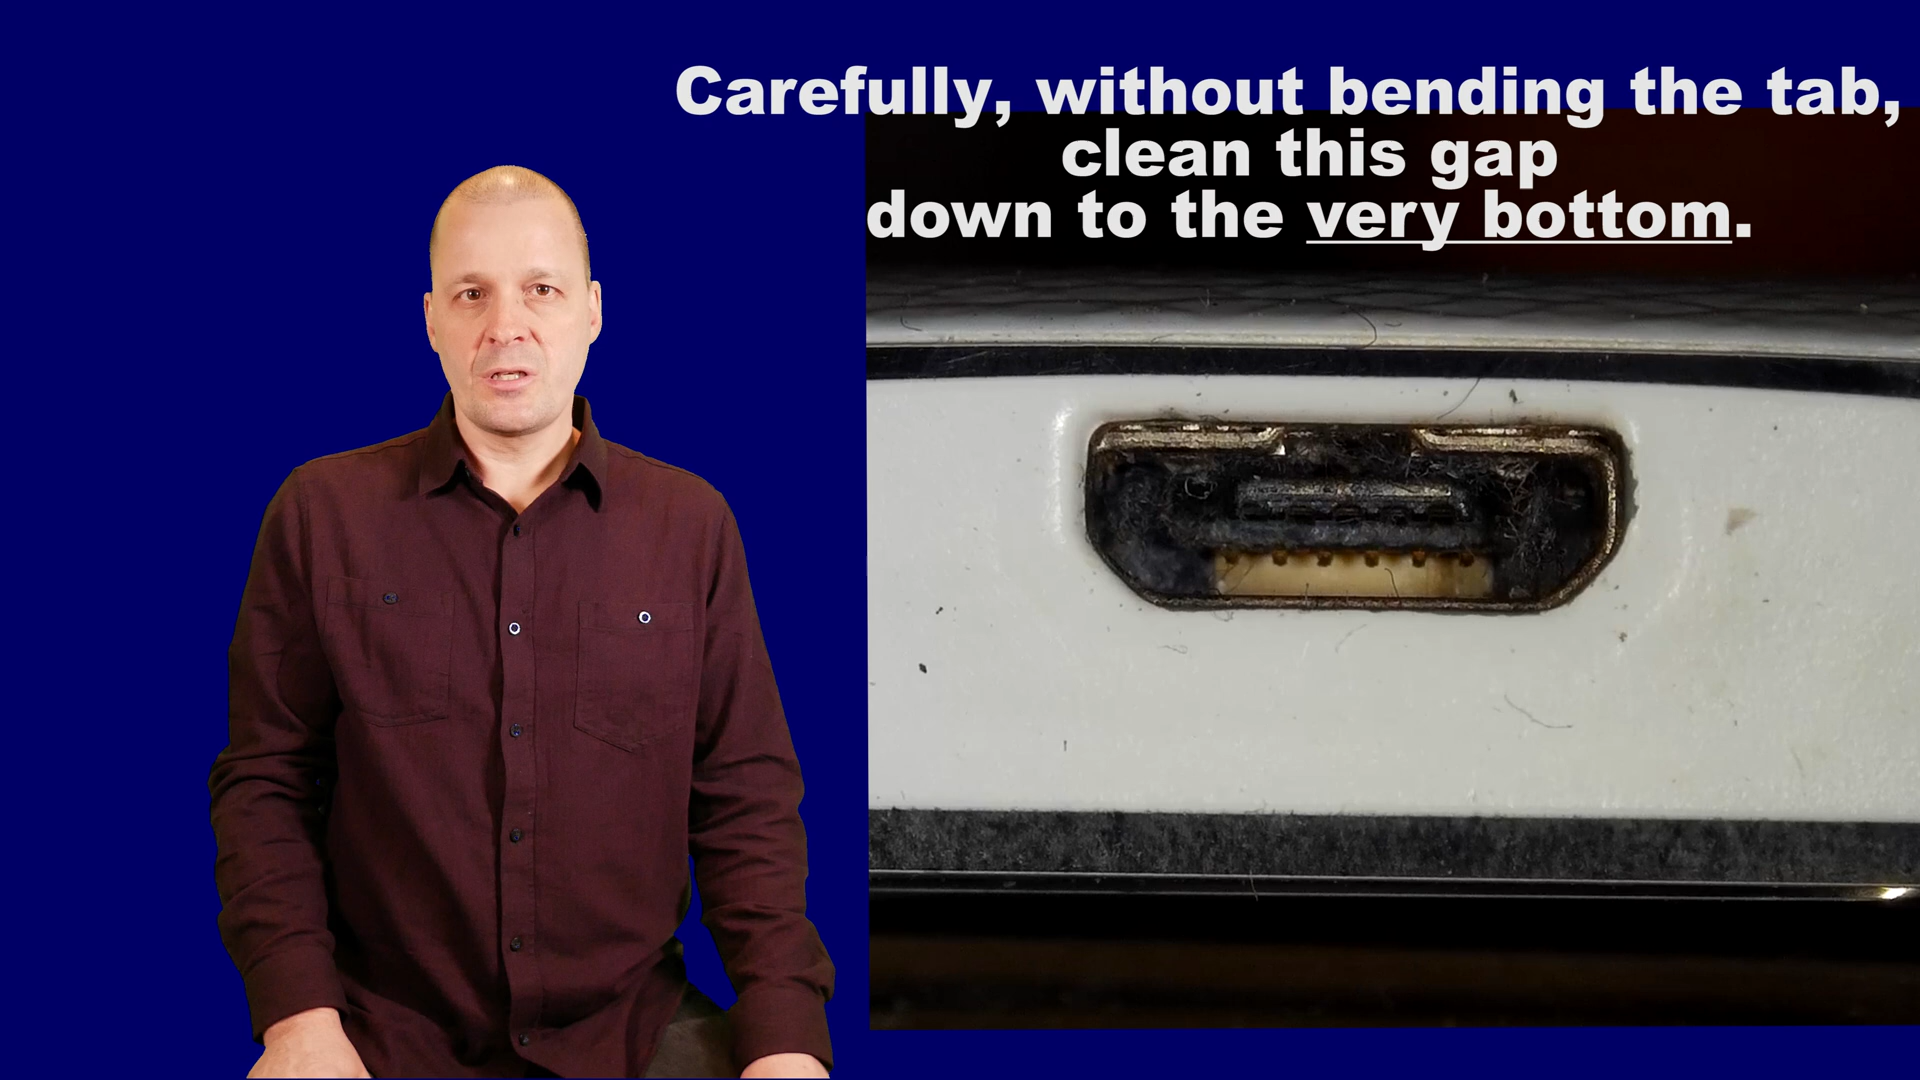 Carefully, without bending the tab,
clean this gap
down to the very bottom.